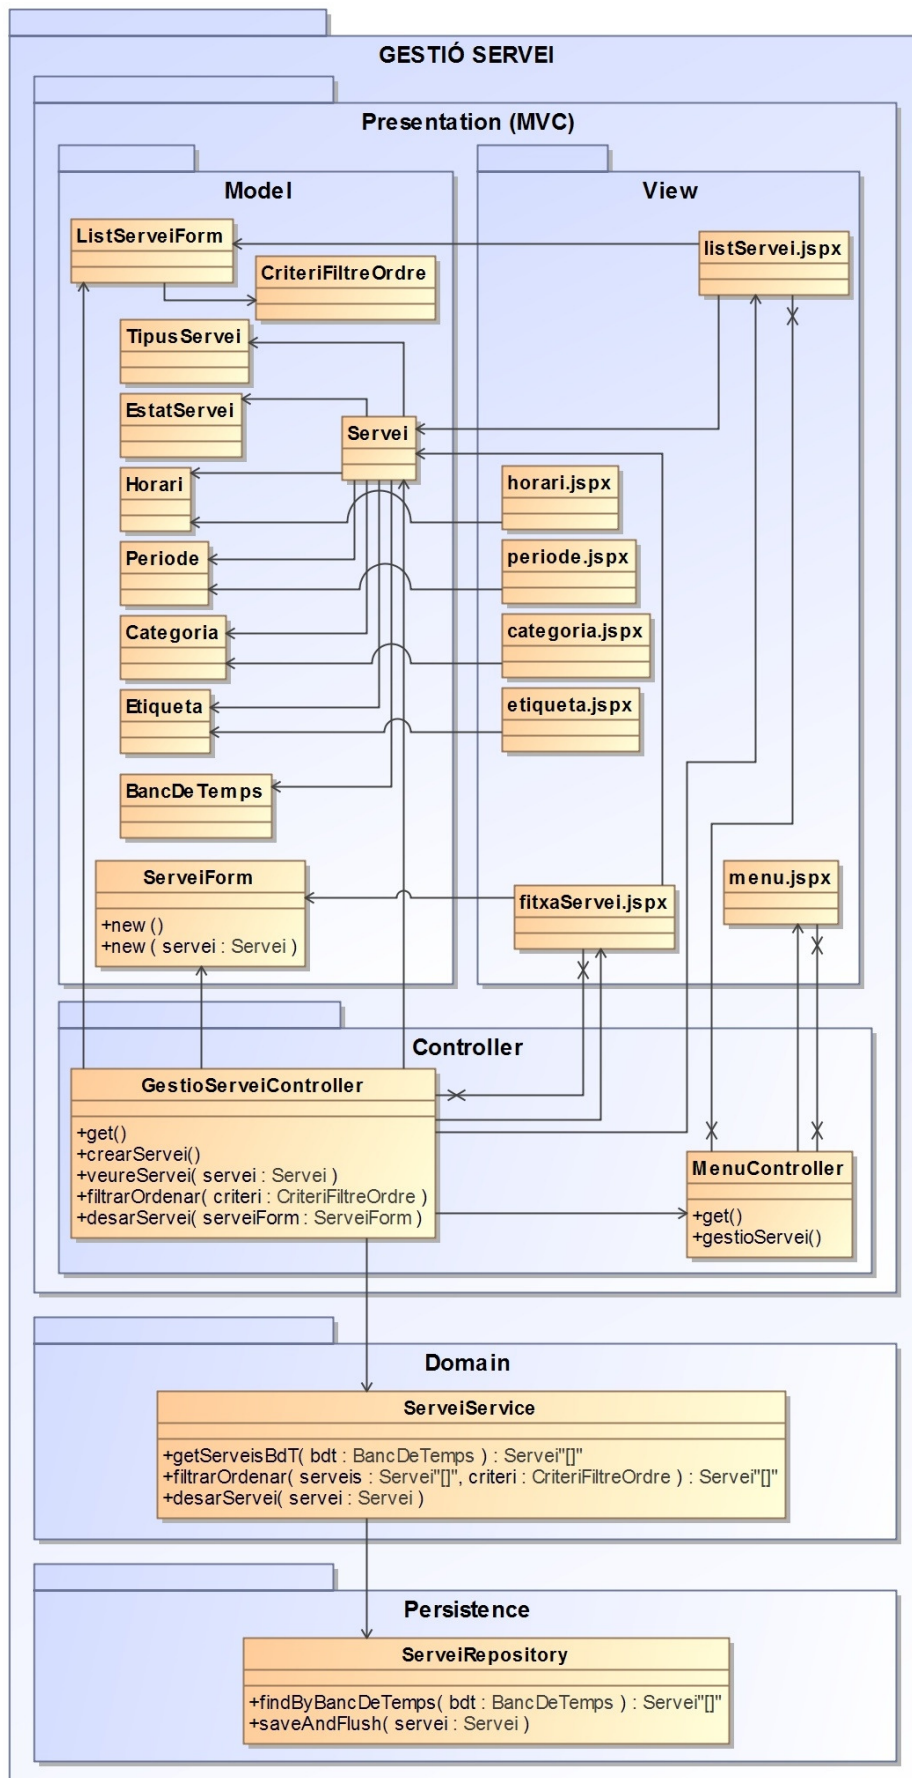 GESTIÓ SERVEI
Presentation (MVC)
Model
ListServeiForm
CriteriFiltreOrdre
TipusServei
EstatServei
Servei
Horari
Periode
Categoria
Etiqueta
BancDeTemps
ServeiForm
+new ()
+new ( servei : Servei )
View
listServei.jspx
horari.jspx
periode.jspx
categoria.jspx
etiqueta.jspx
fitxaServei.jspx
menu.jspx
Controller
GestioServeiController
+get()
+crearServei()
+veureServei( servei : Servei )
+filtrarOrdenar( criteri : CriteriFiltreOrdre )
+desarServei( serveiForm : ServeiForm )
MenuController
+get()
+gestioServei()
Domain
ServeiService
+getServeisBdT( bdt : BancDeTemps ) : Servei"[]"
+filtrarOrdenar( serveis : Servei"[]", criteri : CriteriFiltreOrdre ) : Servei"[]"
+desarServei( servei : Servei )
Persistence
ServeiRepository
+findByBancDeTemps( bdt : BancDeTemps ) : Servei"[]"
+saveAndFlush( servei : Servei )